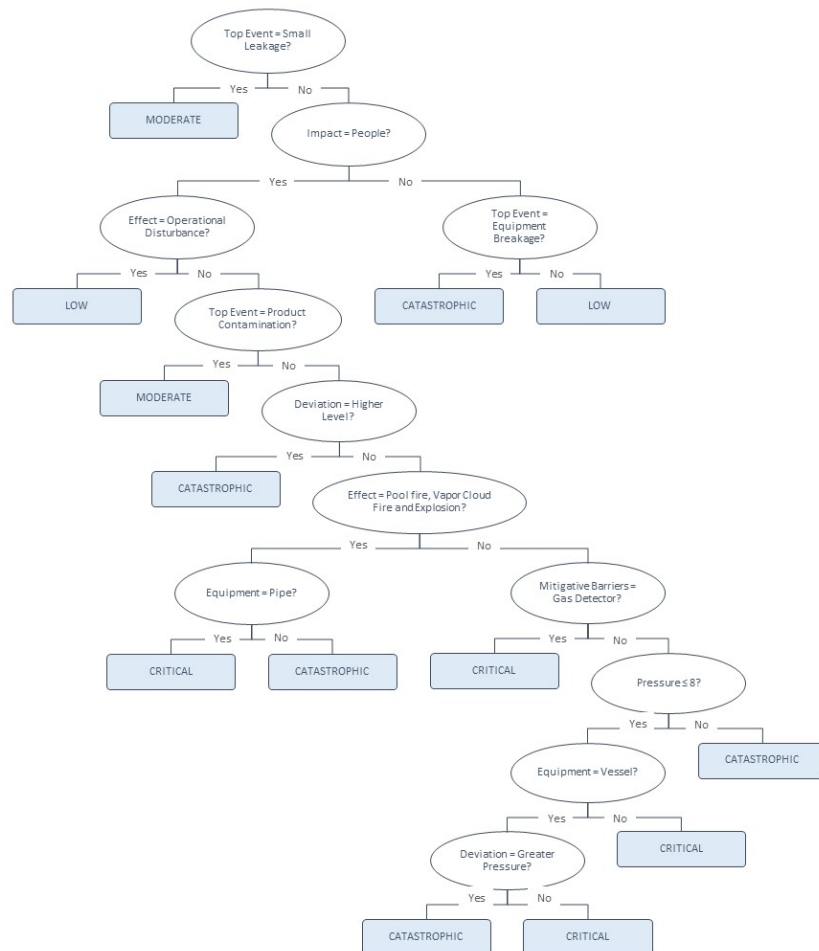 Top Event = Small
Leakage?
Yes
No
MODERATE
Impact = People?
Yes
No
Effect = Operational
Disturbance?
Top Event =
Equipment
Breakage?
Yes
No
Yes
No
LOW
CATASTROPHIC
LOW
Top Event = Product
Contamination?
Yes
No
MODERATE
Deviation = Higher
Level?
Yes
No
CATASTROPHIC
Effect = Pool fire, Vapor Cloud
Fire and Explosion?
Yes
No
Equipment = Pipe?
Mitigative Barriers =
Gas Detector?
Yes
No
Yes
No
CRITICAL
CATASTROPHIC
CRITICAL
Pressure ≤ 8?
Yes
No
CATASTROPHIC
Equipment = Vessel?
Yes
No
CRITICAL
Deviation = Greater
Pressure?
Yes
No
CATASTROPHIC
CRITICAL